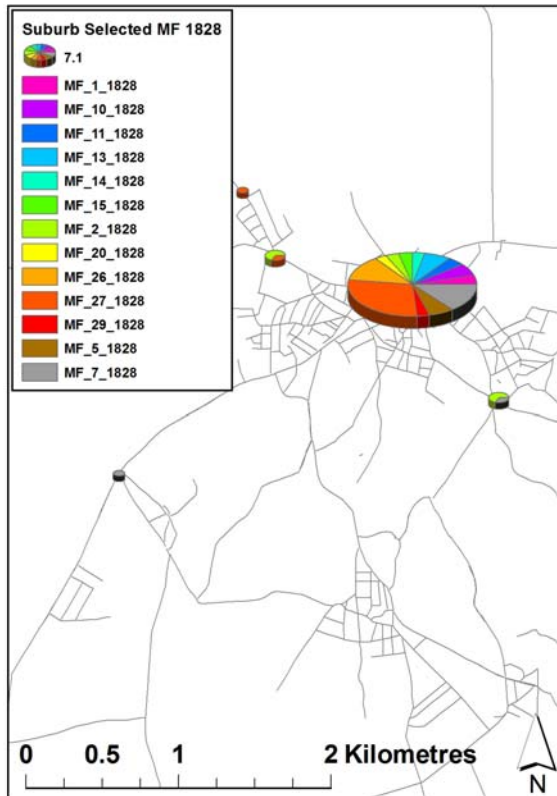 Suburb Selected MF 1828
7.1
MF_1_1828
MF_10_1828
MF_11_1828
MF_13_1828
MF_14_1828
MF_15_1828
MF_2_1828
MF_20_1828
MF_26_1828
MF_27_1828
MF_29_1828
MF_5_1828
MF_7_1828
0 0.5 1 2 Kilometres
N